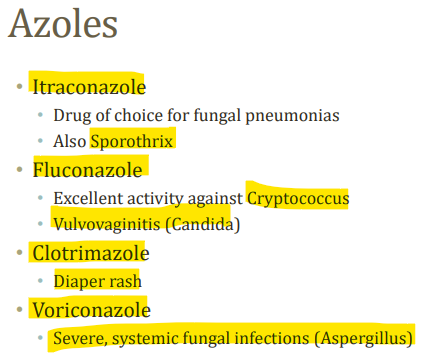 Azoles
• Itraconazole
• Drug of choice for fungal pneumonias
• Also Sporothrix
• Fluconazole
• Excellent activity against Cryptococcus
• Vulvovaginitis (Candida)
• Clotrimazole
• Diaper rash
• Voriconazole
• Severe, systemic fungal infections (Aspergillus)